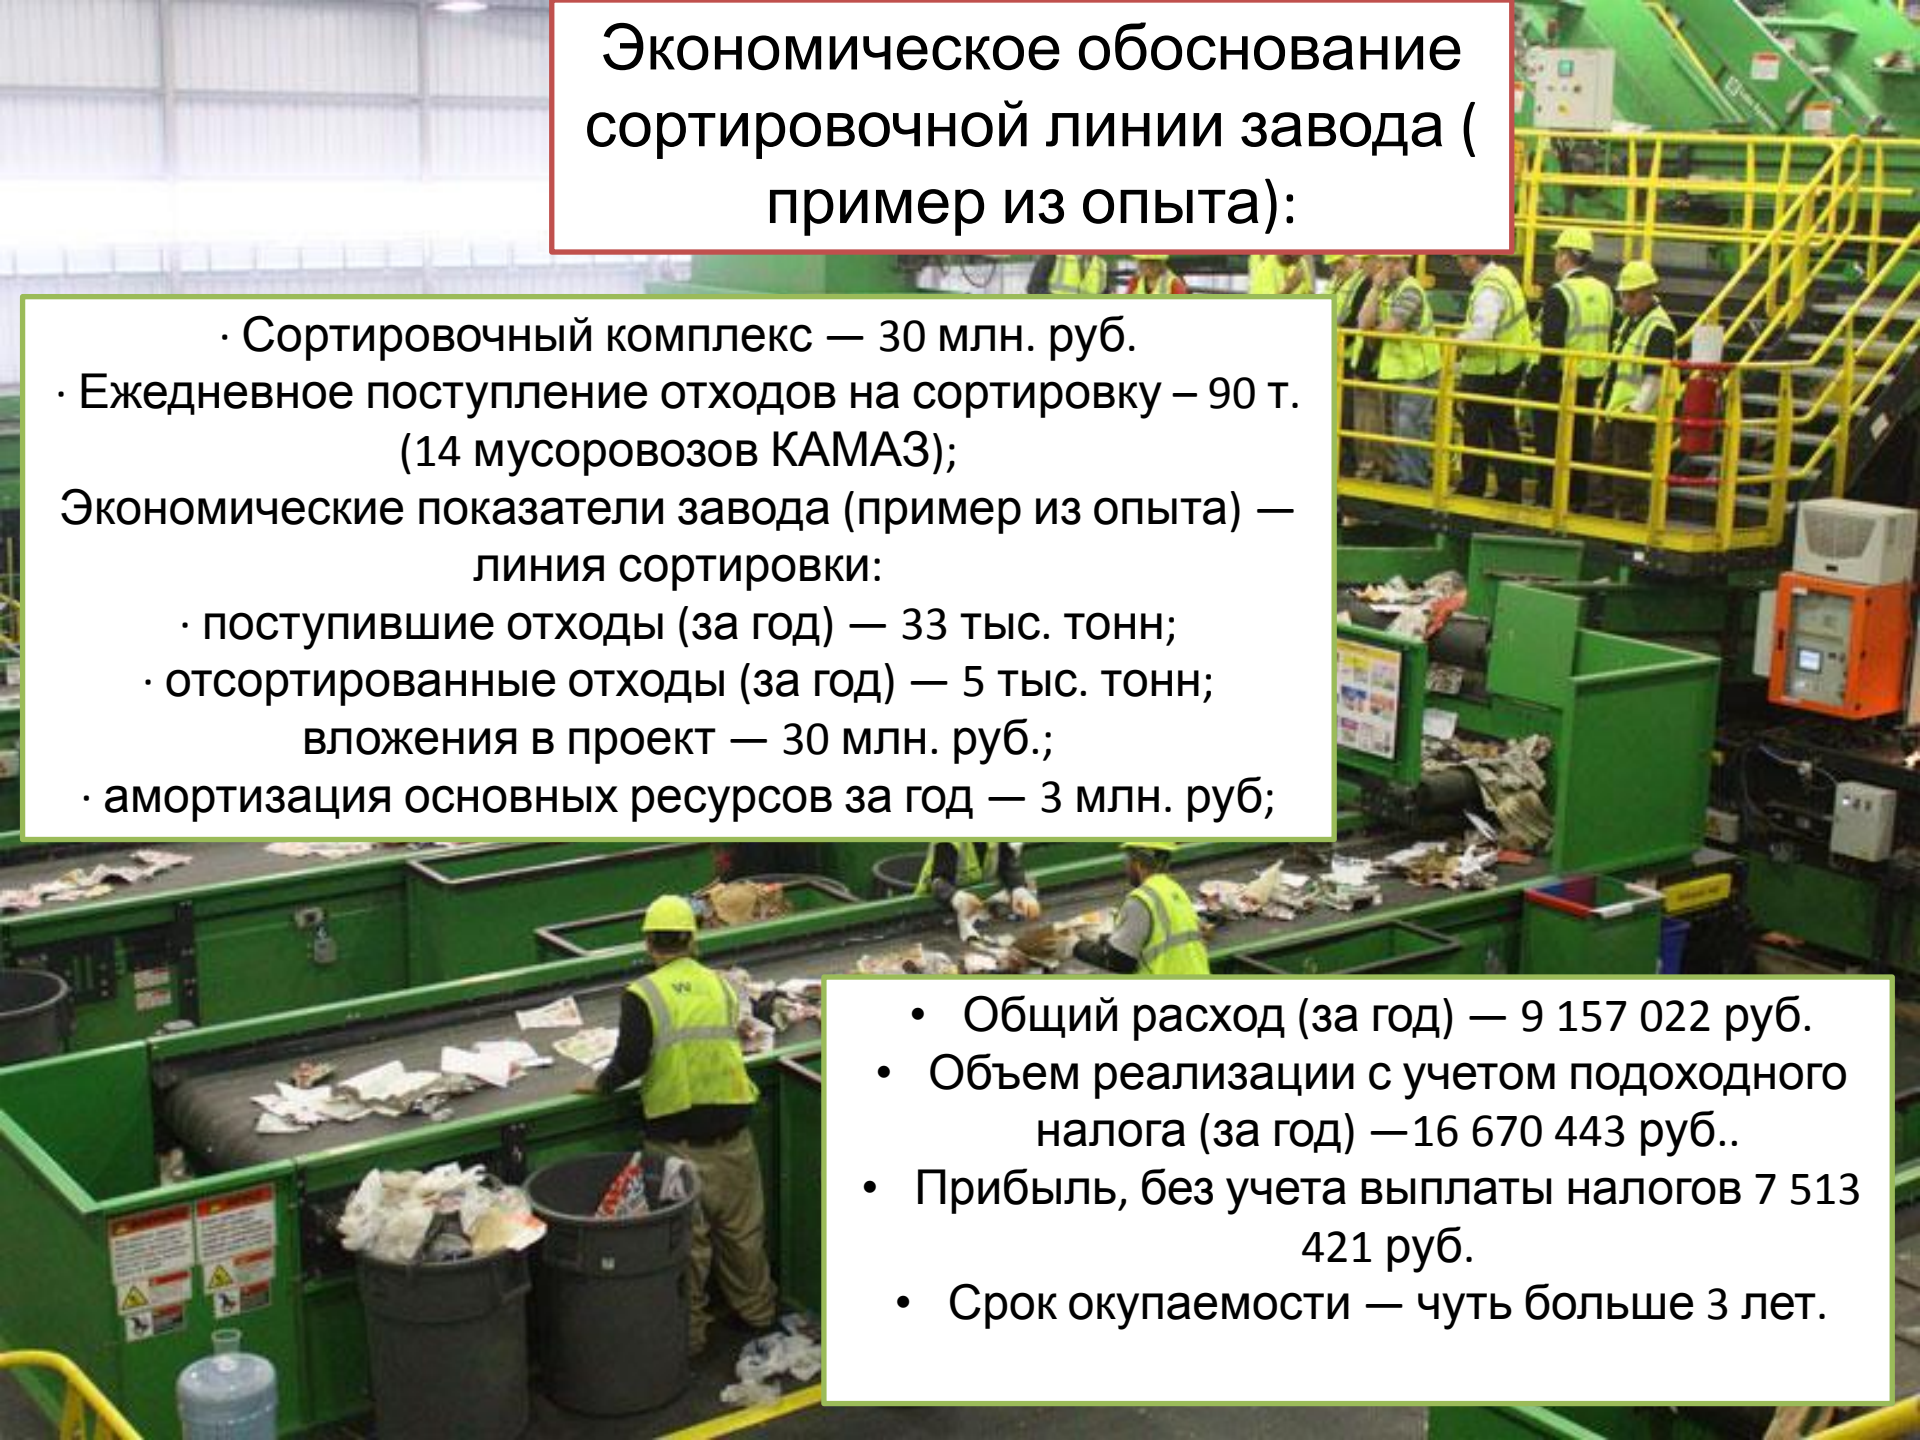 Экономическое обоснование
сортировочной линии завода (
пример из опыта):
· Сортировочный комплекс — 30 млн. руб.
· Ежедневное поступление отходов на сортировку – 90 т.
(14 мусоровозов КАМАЗ);
Экономические показатели завода (пример из опыта) —
линия сортировки:
· поступившие отходы (за год) — 33 тыс. тонн;
· отсортированные отходы (за год) — 5 тыс. тонн;
вложения в проект — 30 млн. руб.;
· амортизация основных ресурсов за год — 3 млн. руб;
• Общий расход (за год) — 9 157 022 руб.
• Объем реализации с учетом подоходного
налога (за год) —16 670 443 руб..
• Прибыль, без учета выплаты налогов 7 513
421 руб.
• Срок окупаемости — чуть больше 3 лет.